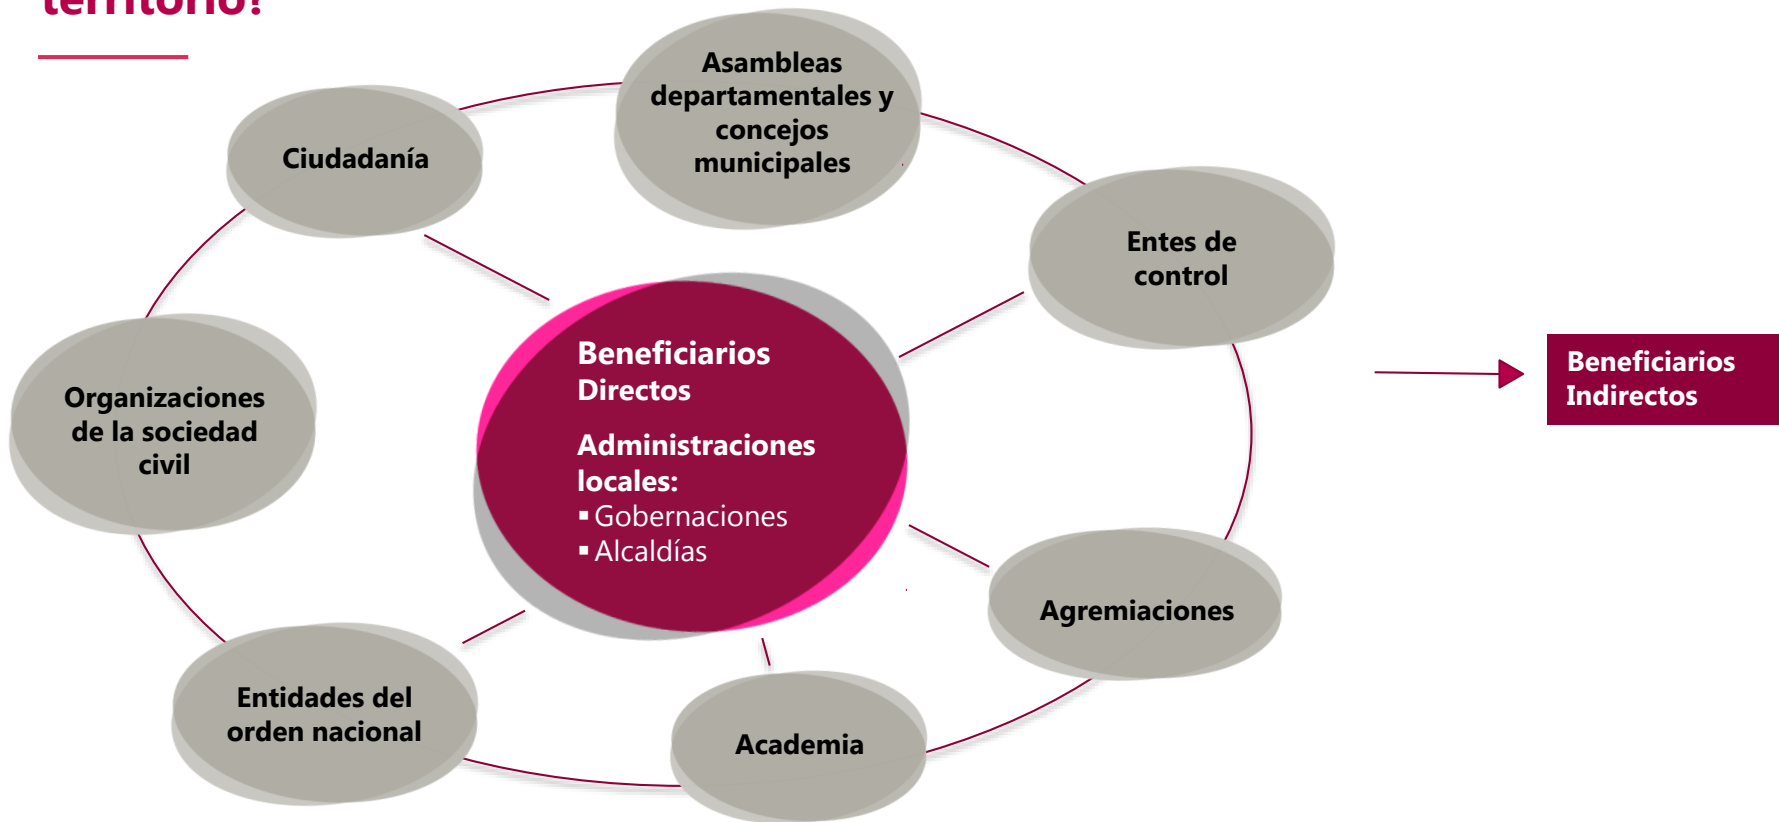 territorio?
Asambleas
departamentales y
concejos
municipales
Ciudadanía
Entes de
control
Beneficiarios
Directos
Administraciones
locales:
▪ Gobernaciones
▪ Alcaldías
Beneficiarios
Indirectos
Organizaciones
de la sociedad
civil
Agremiaciones
Entidades del
orden nacional
Academia